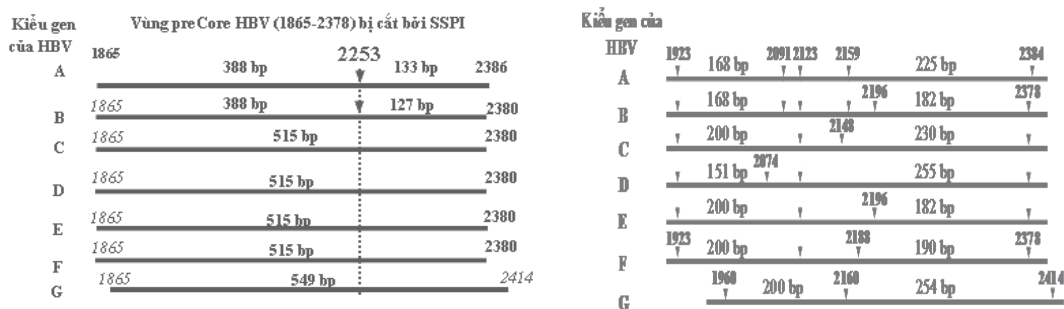 Kiểu gen của HBV
Vùng preCore HBV (1865-2378) bị cắt bởi SSPI
1865 2253
A 388 bp 133 bp 2386
B 1865 388 bp 127 bp 2380
C 1865 515 bp 2380
D 1865 515 bp 2380
E 1865 515 bp 2380
F 1865 515 bp 2380
G 1865 549 bp 2414
Kiểu gen của
HBV
1923 2091 2123 2159 2384
A 168 bp 225 bp
2196 2378
B 168 bp 182 bp
2148
C 200 bp 230 bp
2074
D 151 bp 255 bp
2196
E 200 bp 182 bp
1923 2188 2378
F 200 bp 190 bp
1960 2160 2414
G 200 bp 254 bp